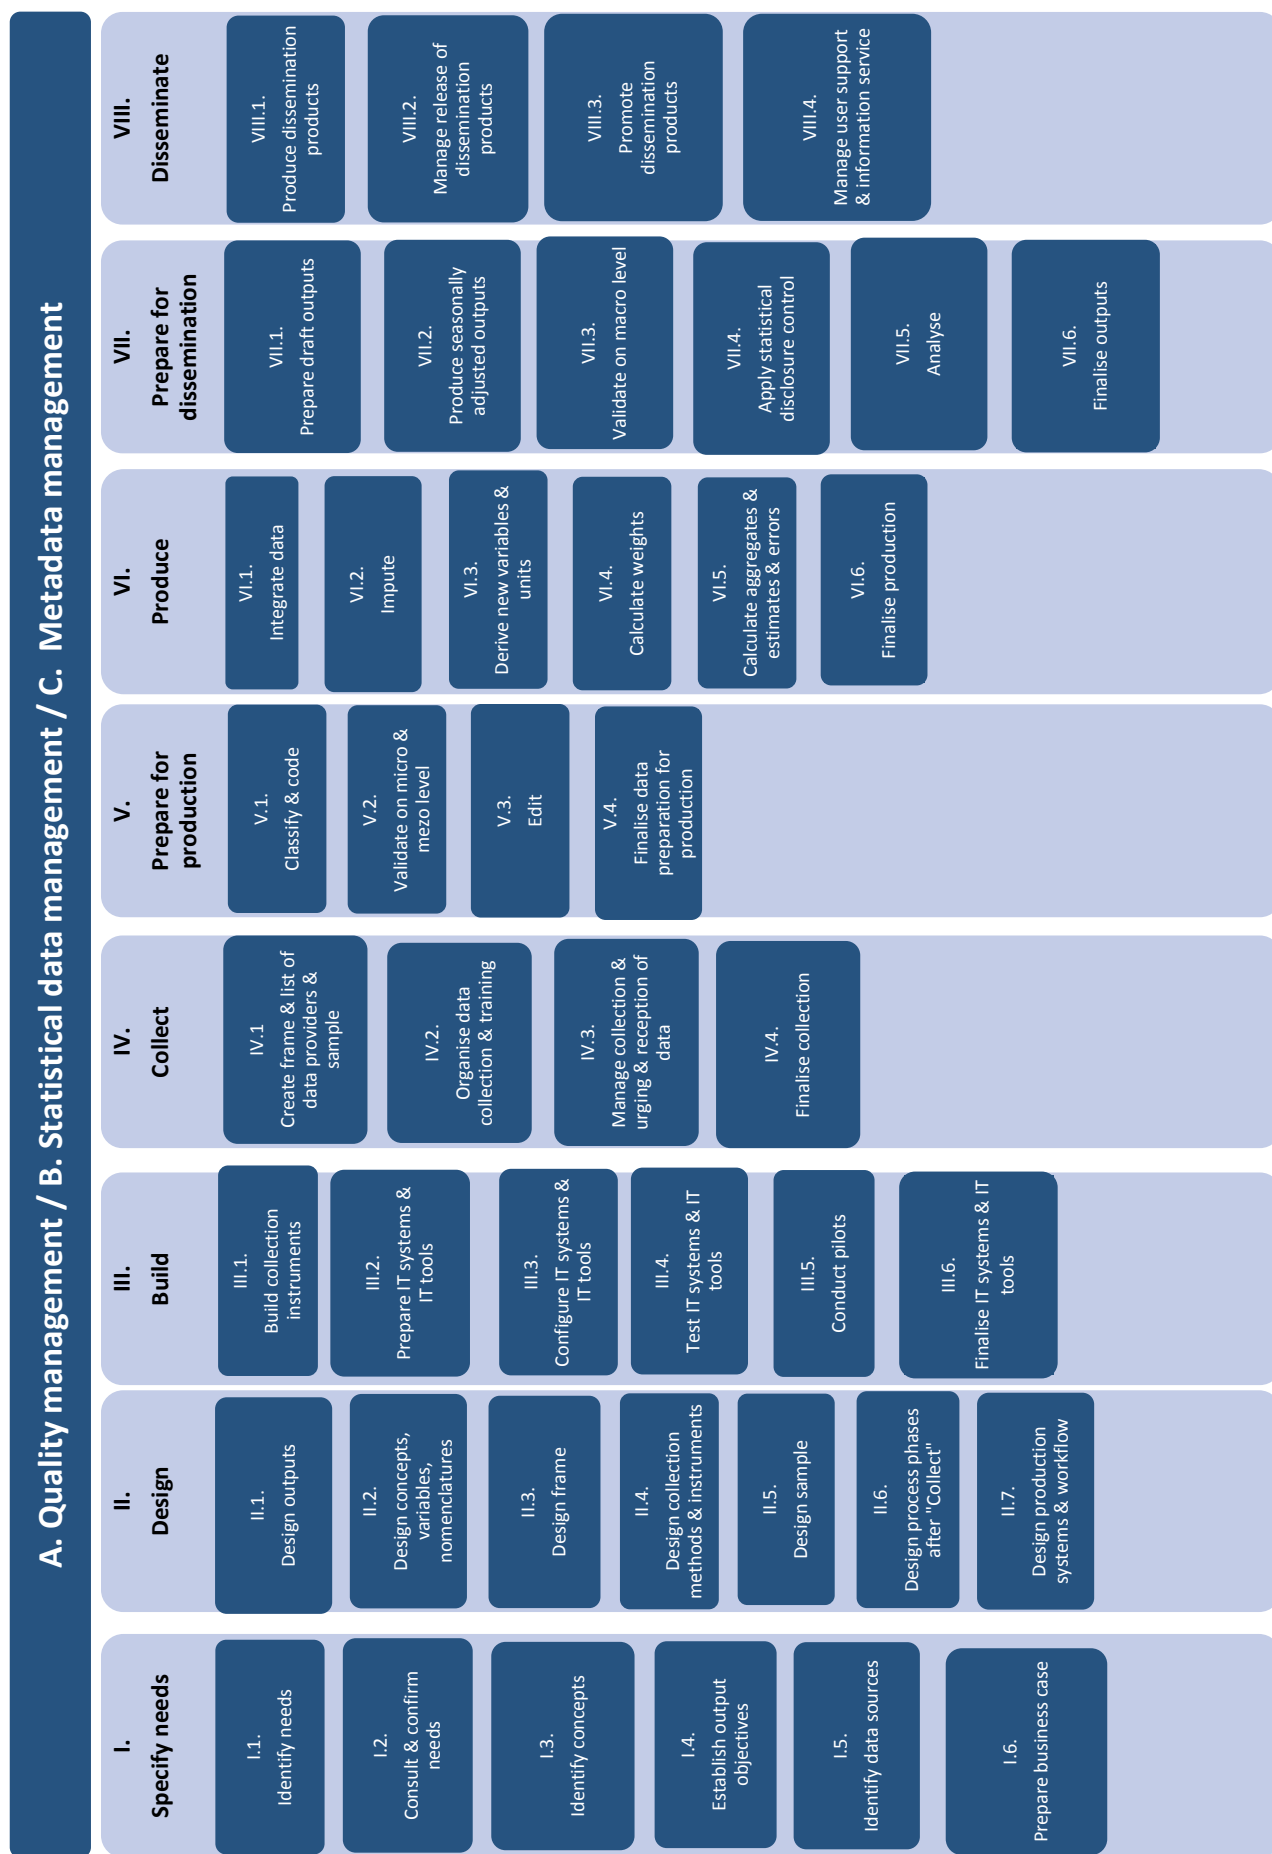 A. Quality management / B. Statistical data management / C. Metadata management
I.
Specify needs
I.1.
Identify needs
I.2.
Consult & confirm
needs
I.3.
Identify concepts
I.4.
Establish output
objectives
I.5.
Identify data sources
I.6.
Prepare business case
II.
Design
II.1.
Design outputs
II.2.
Design concepts,
variables,
nomenclatures
II.3.
Design frame
II.4.
Design collection
methods & instruments
II.5.
Design sample
II.6.
Design process phases
after "Collect"
II.7.
Design production
systems & workflow
III.
Build
III.1.
Build collection
instruments
III.2.
Prepare IT systems &
IT tools
III.3.
Configure IT systems &
IT tools
III.4.
Test IT systems & IT
tools
III.5.
Conduct pilots
III.6.
Finalise IT systems & IT
tools
IV.
Collect
IV.1
Create frame & list of
data providers &
sample
IV.2.
Organise data
collection & training
IV.3.
Manage collection &
urging & reception of
data
IV.4.
Finalise collection
V.
Prepare for
production
V.1.
Classify & code
V.2.
Validate on micro &
mezo level
V.3.
Edit
V.4.
Finalise data
preparation for
production
VI.
Produce
VI.1.
Integrate data
VI.2.
Impute
VI.3.
Derive new variables &
units
VI.4.
Calculate weights
VI.5.
Calculate aggregates &
estimates & errors
VI.6.
Finalise production
VII.
Prepare for
dissemination
VII.1.
Prepare draft outputs
VII.2.
Produce seasonally
adjusted outputs
VII.3.
Validate on macro level
VII.4.
Apply statistical
disclosure control
VII.5.
Analyse
VII.6.
Finalise outputs
VIII.
Disseminate
VIII.1.
Produce dissemination
products
VIII.2.
Manage release of
dissemination
products
VIII.3.
Promote
dissemination
products
VIII.4.
Manage user support
& information service